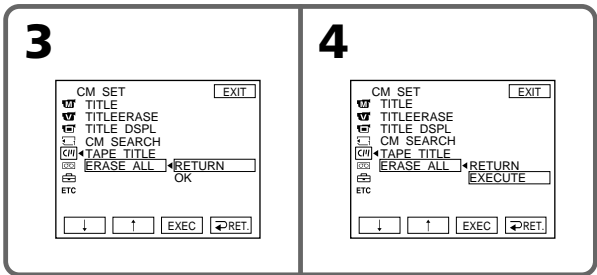 3
CM SET EXIT
TITLE
TITLEERASE
TITLE DSPL
CM SEARCH
TAPE TITLE
ERASE ALL RETURN
OK
ETC
↓ ↑ EXEC RET.
4
CM SET EXIT
TITLE
TITLEERASE
TITLE DSPL
CM SEARCH
TAPE TITLE
ERASE ALL RETURN
EXECUTE
ETC
↓ ↑ EXEC RET.